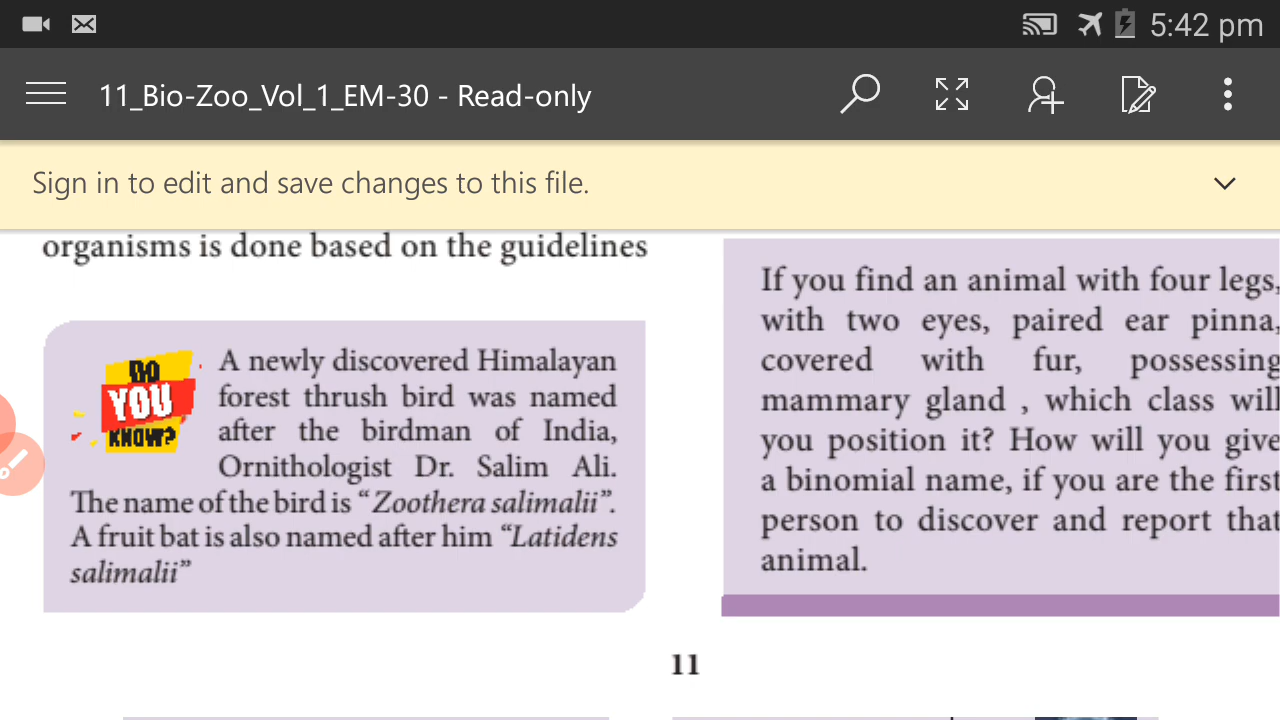 5:42 pm
11_Bio-Zoo_Vol_1_EM-30 - Read-only
Sign in to edit and save changes to this file.
organisms is done based on the guidelines
DO
YOU
KNOW?
A newly discovered Himalayan
forest thrush bird was named
after the birdman of India,
Ornithologist Dr. Salim Ali.
The name of the bird is “Zoothera salimalii”.
A fruit bat is also named after him “Latidens
salimalii”
If you find an animal with four legs,
with two eyes, paired ear pinna,
covered with fur, possessing
mammary gland , which class will
you position it? How will you give
a binomial name, if you are the first
person to discover and report that
animal.
11